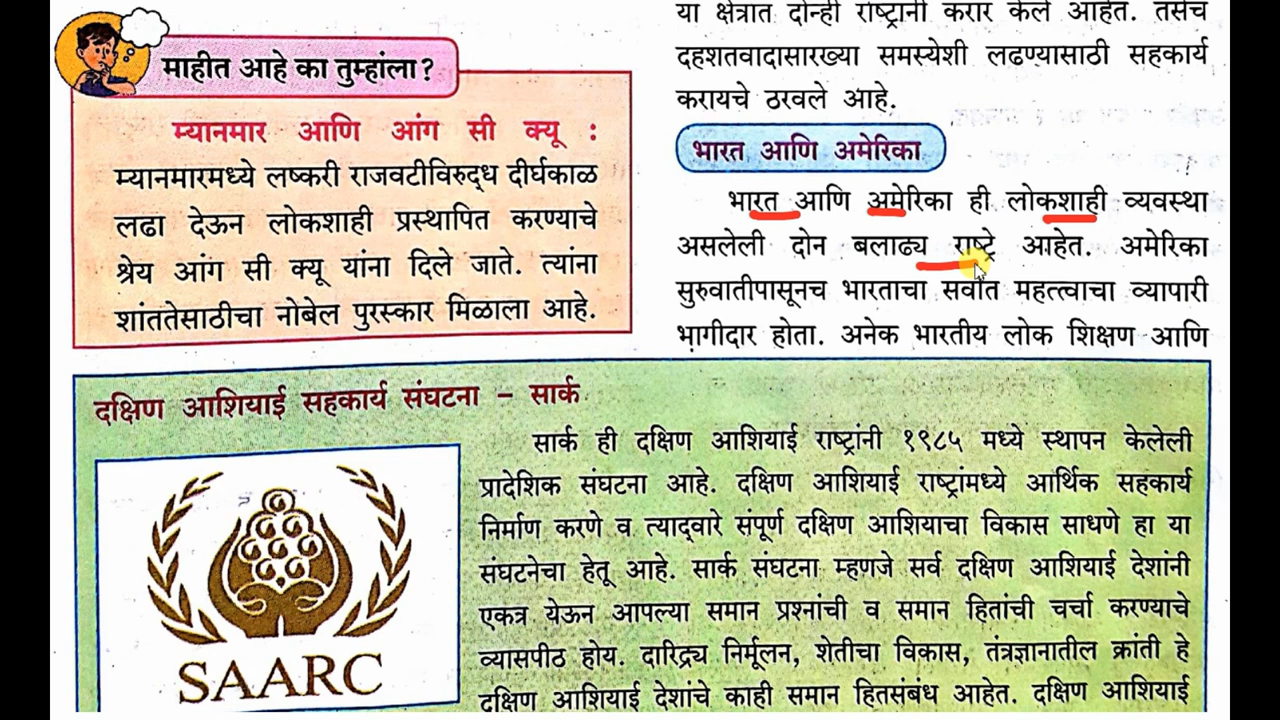 माहीत आहे का तुम्हांला?
म्यानमार आणि आंग सी क्यू :
म्यानमारमध्ये लष्करी राजवटीविरुद्ध दीर्घकाळ
लढा देऊन लोकशाही प्रस्थापित करण्याचे
श्रेय आंग सी क्यू यांना दिले जाते. त्यांना
शांततेसाठीचा नोबेल पुरस्कार मिळाला आहे.
या क्षेत्रात दोन्ही राष्ट्रांनी करार केले आहेत. तसेच
दहशतवादासारख्या समस्येशी लढण्यासाठी सहकार्य
करायचे ठरवले आहे.
भारत आणि अमेरिका
भारत आणि अमेरिका ही लोकशाही व्यवस्था
असलेली दोन बलाढ्य राष्ट्रे आहेत. अमेरिका
सुरुवातीपासूनच भारताचा सर्वांत महत्त्वाचा व्यापारी
भागीदार होता. अनेक भारतीय लोक शिक्षण आणि
दक्षिण आशियाई सहकार्य संघटना - सार्क
सार्क ही दक्षिण आशियाई राष्ट्रांनी १९८५ मध्ये स्थापन केलेली
प्रादेशिक संघटना आहे. दक्षिण आशियाई राष्ट्रांमध्ये आर्थिक सहकार्य
निर्माण करणे व त्याद्वारे संपूर्ण दक्षिण आशियाचा विकास साधणे हा या
संघटनेचा हेतू आहे. सार्क संघटना म्हणजे सर्व दक्षिण आशियाई देशांनी
एकत्र येऊन आपल्या समान प्रश्नांची व समान हितांची चर्चा करण्याचे
व्यासपीठ होय. दारिद्र्य निर्मूलन, शेतीचा विकास, तंत्रज्ञानातील क्रांती हे
दक्षिण आशियाई देशांचे काही समान हितसंबंध आहेत. दक्षिण आशियाई
SAARC